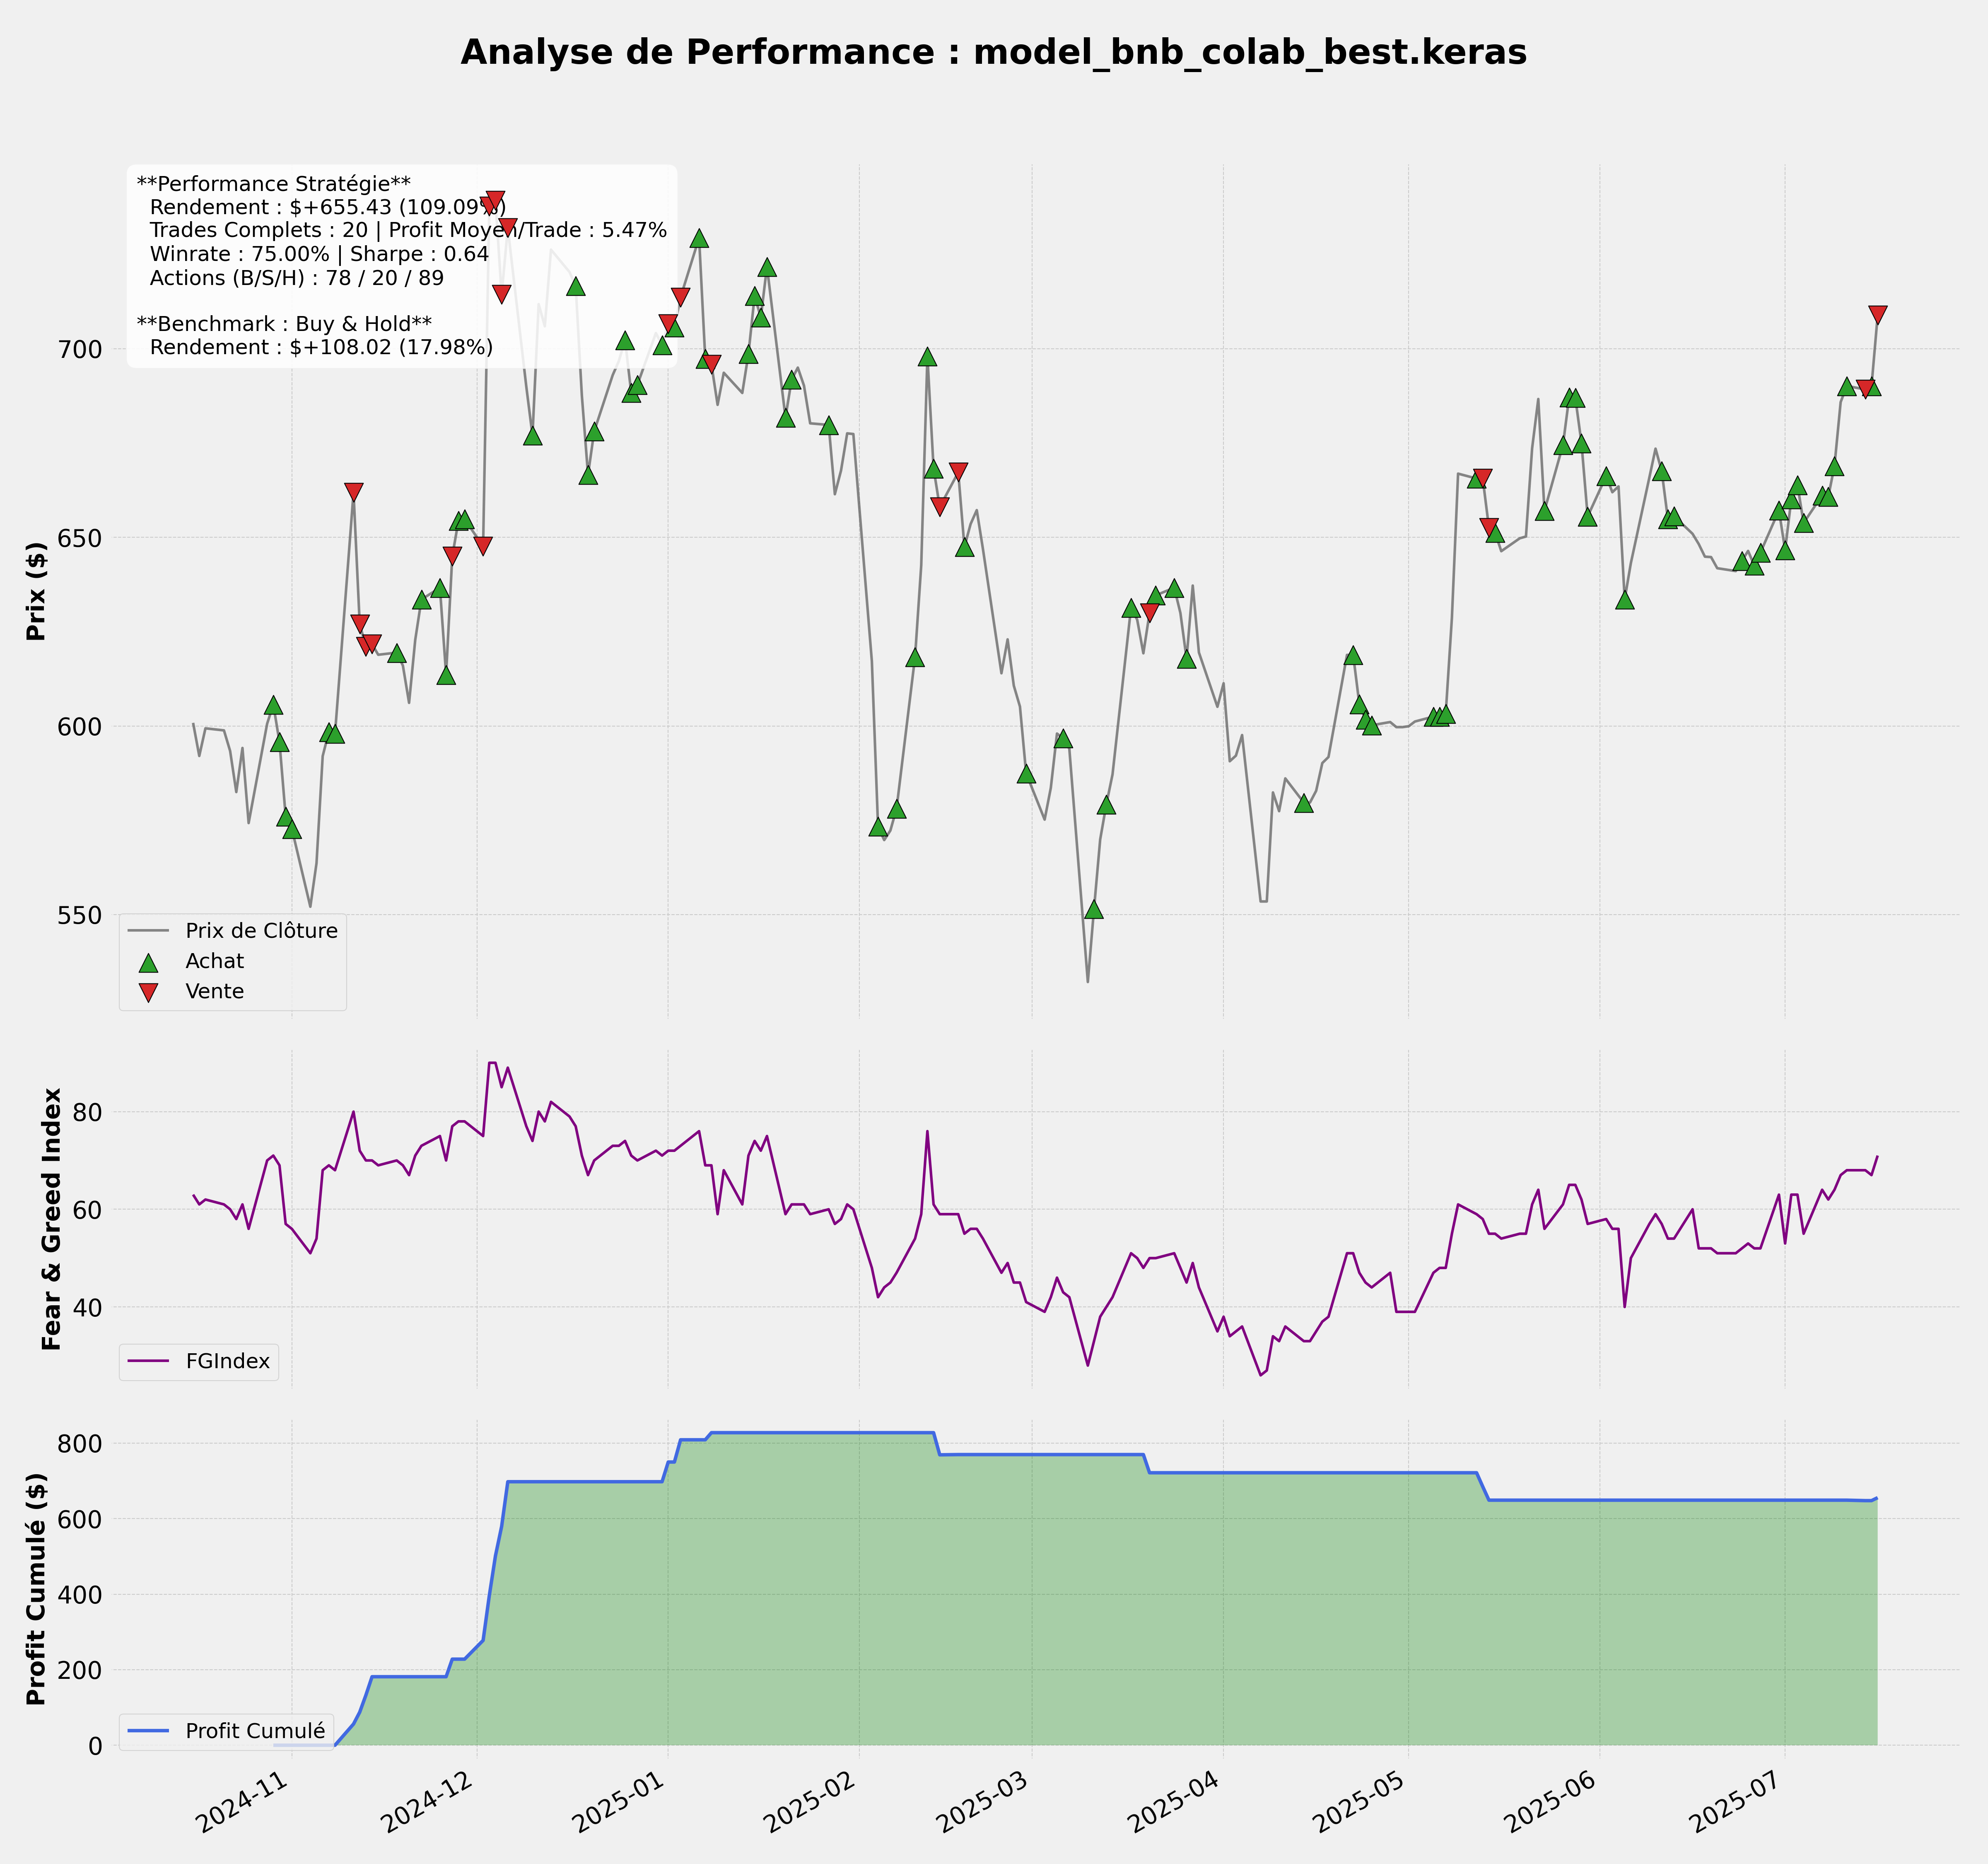 Analyse de Performance : model_bnb_colab_best.keras
**Performance Stratégie**
Rendement : $+655.43 (109.09%)
Trades Complets : 20 | Profit Moyen/Trade : 5.47%
Winrate : 75.00% | Sharpe : 0.64
Actions (B/S/H) : 78 / 20 / 89
**Benchmark : Buy & Hold**
Rendement : $+108.02 (17.98%)
Prix ($)
700
650
600
550
Prix de Clôture
Achat
Vente
Fear & Greed Index
80
60
40
FGIndex
Profit Cumulé ($)
800
600
400
200
0
Profit Cumulé
2024-11
2024-12
2025-01
2025-02
2025-03
2025-04
2025-05
2025-06
2025-07